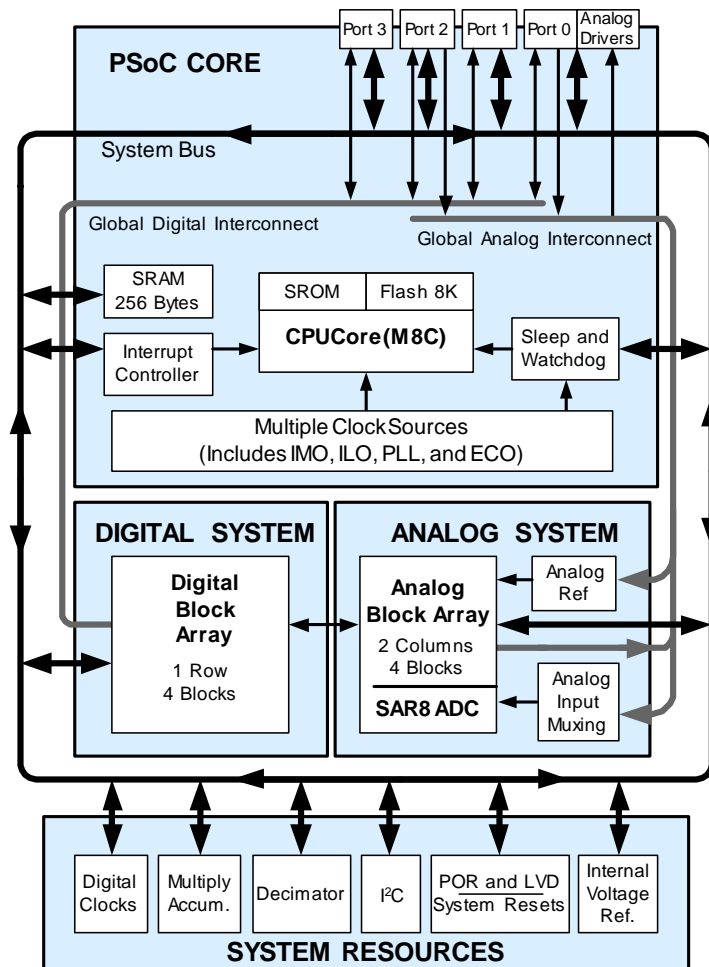 Port 3
Port 2
Port 1
Port 0
Analog
Drivers
PSoC CORE
System Bus
Global Digital Interconnect
Global Analog Interconnect
SRAM
256 Bytes
SROM
Flash 8K
CPUCore(M8C)
Interrupt
Controller
Sleep and
Watchdog
Multiple ClockSources
(Includes IMO, ILO, PLL, and ECO)
DIGITAL SYSTEM
Digital
Block
Array
1 Row
4 Blocks
ANALOG SYSTEM
Analog
Block Array
2 Columns
4 Blocks
SAR8 ADC
Analog
Ref
Analog
Input
Muxing
Digital
Clocks
Multiply
Accum.
Decimator
I²C
POR and LVD
System Resets
Internal
Voltage
Ref.
SYSTEM RESOURCES